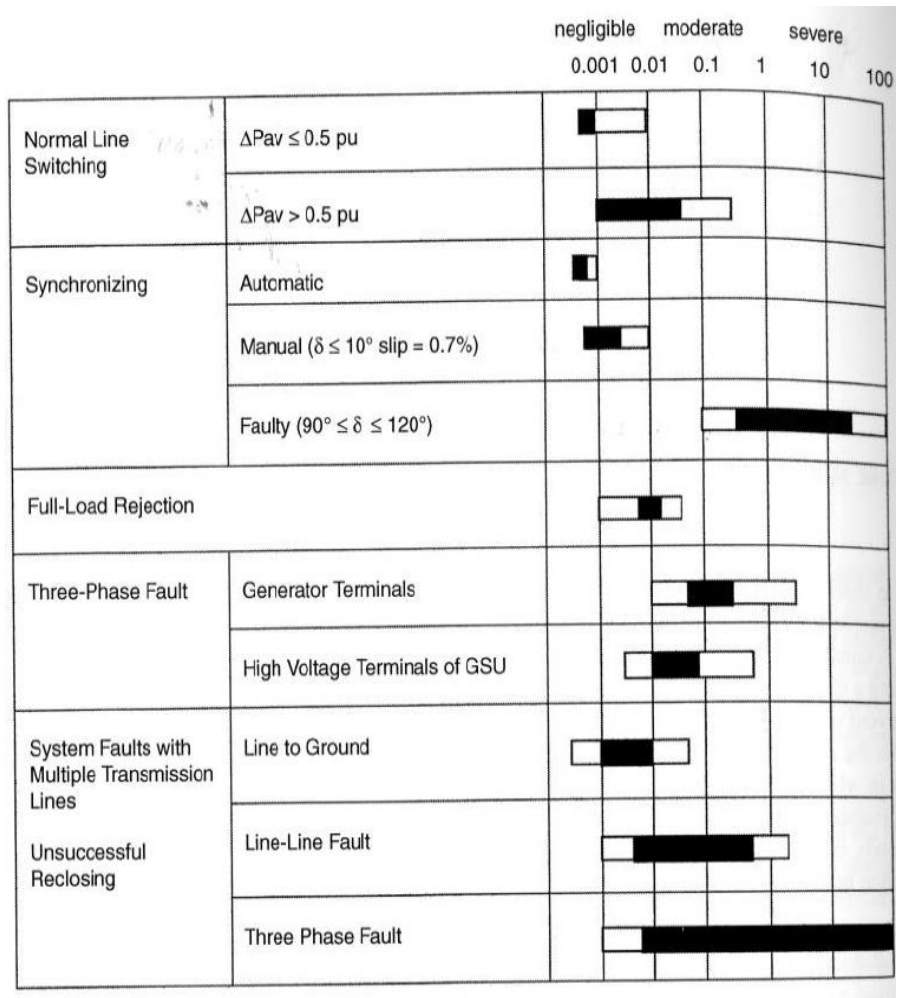 negligible moderate severe
0.001 0.01 0.1 1 10 100
Normal Line
Switching
ΔPav ≤ 0.5 pu
ΔPav > 0.5 pu
Synchronizing
Automatic
Manual (δ ≤ 10° slip = 0.7%)
Faulty (90° ≤ δ ≤ 120°)
Full-Load Rejection
Three-Phase Fault
Generator Terminals
High Voltage Terminals of GSU
System Faults with
Multiple Transmission
Lines
Unsuccessful
Reclosing
Line to Ground
Line-Line Fault
Three Phase Fault